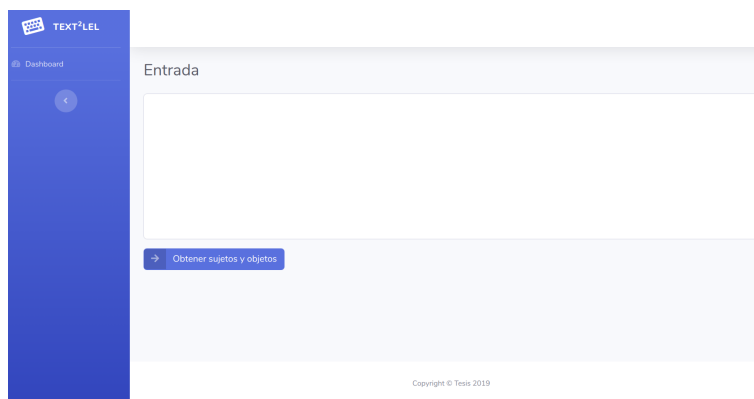 TEXT²LEL
Dashboard
Entrada
Obtener sujetos y objetos
Copyright © Tesis 2019